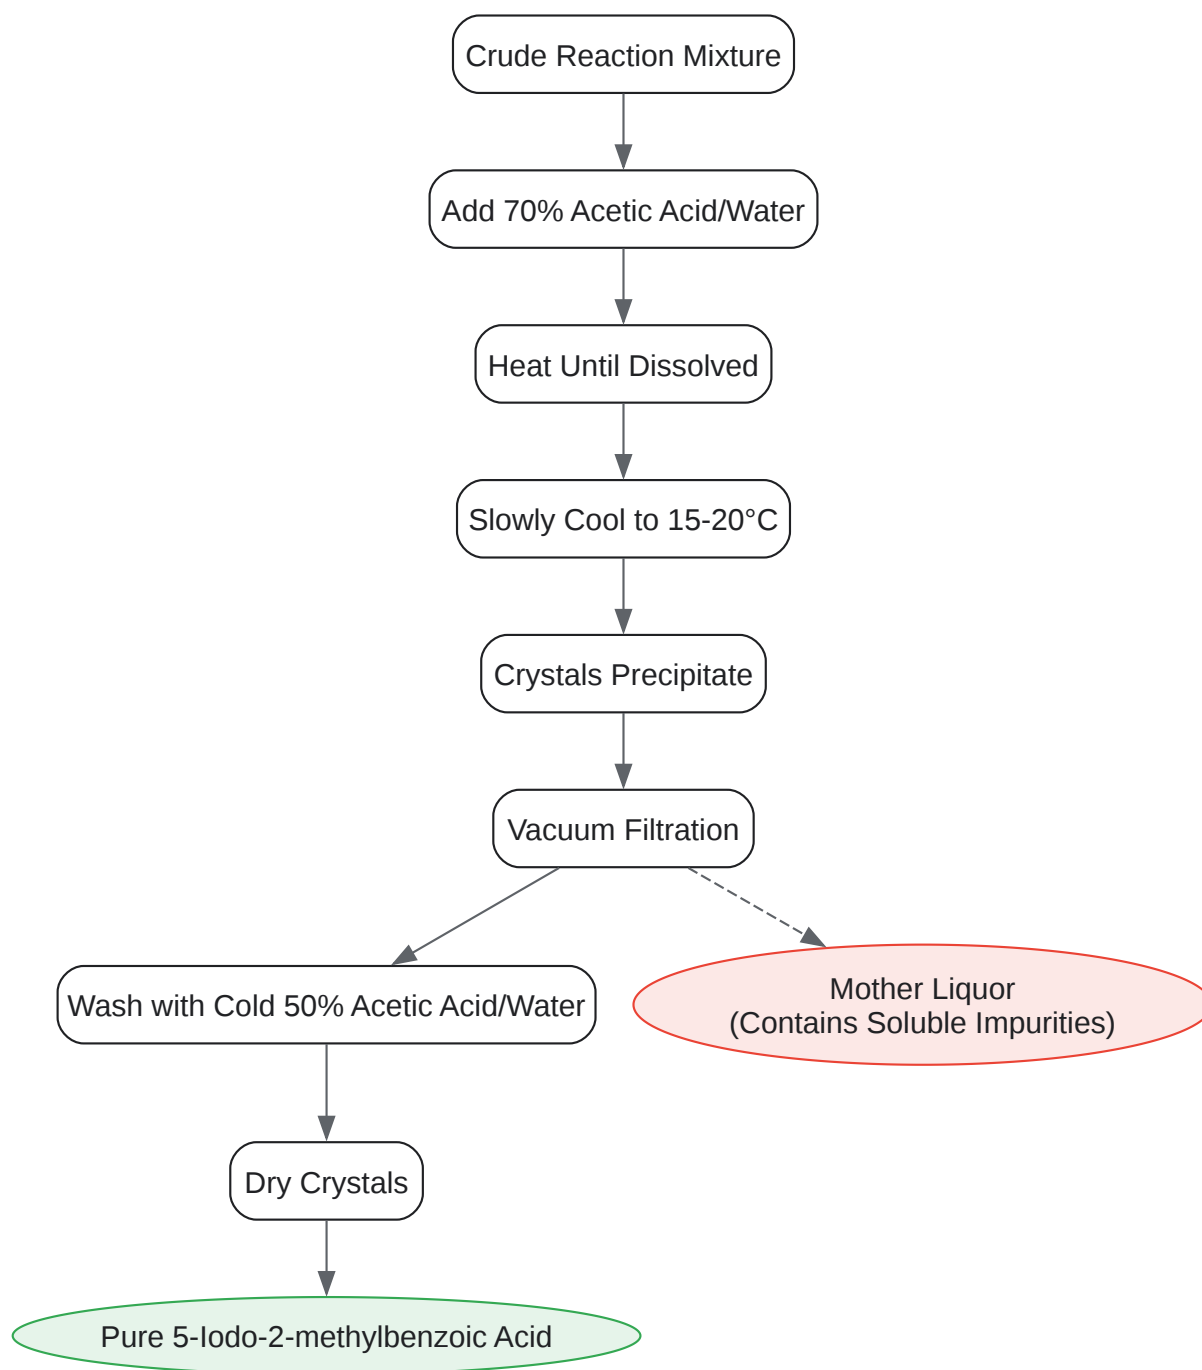 Crude Reaction Mixture
Add 70% Acetic Acid/Water
Heat Until Dissolved
Slowly Cool to 15-20°C
Crystals Precipitate
Vacuum Filtration
Wash with Cold 50% Acetic Acid/Water
Mother Liquor
(Contains Soluble Impurities)
Dry Crystals
Pure 5-Iodo-2-methylbenzoic Acid